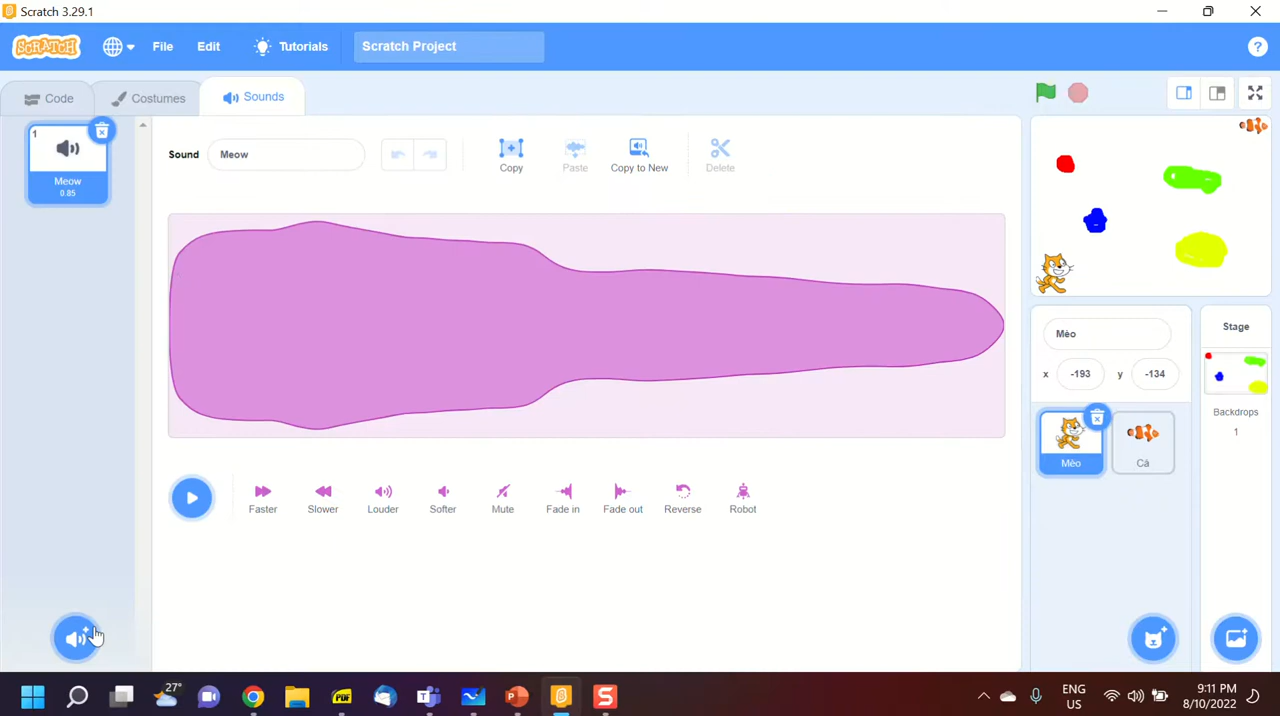 Scratch 3.29.1
SCRATCH
File
Edit
Tutorials
Scratch Project
?
Code
Costumes
Sounds
1
Meow
0.85
Sound
Meow
Copy
Paste
Copy to New
Delete
Faster
Slower
Louder
Softer
Mute
Fade in
Fade out
Reverse
Robot
Mèo
x
-193
y
-134
Mèo
Cá
Stage
Backdrops
1
27°
PDF
ENG
US
9:11 PM
8/10/2022